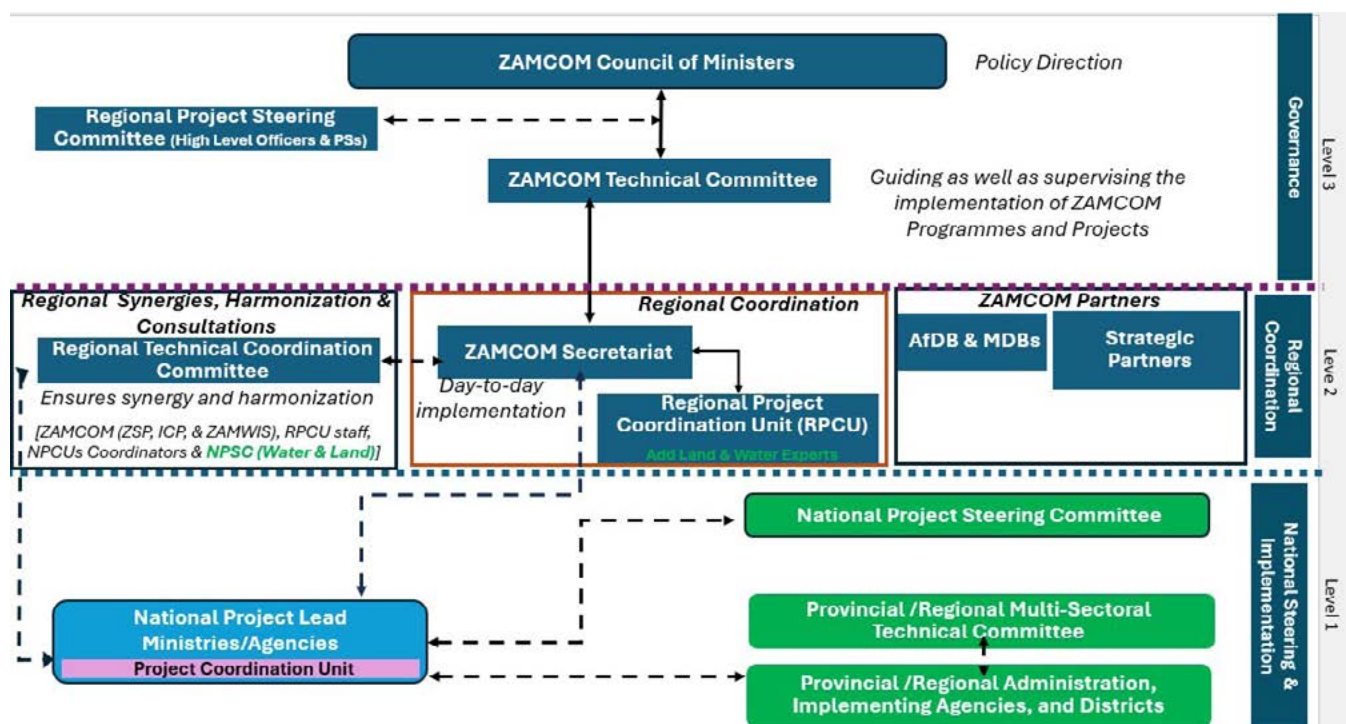 ZAMCOM Council of Ministers
Policy Direction
Regional Project Steering
Committee (High Level Officers & PSs)
ZAMCOM Technical Committee
Guiding as well as supervising the
implementation of ZAMCOM
Programmes and Projects
Governance
Level 3
Regional Synergies, Harmonization &
Consultations
Regional Technical Coordination
Committee
Ensures synergy and harmonization
[ZAMCOM (ZSP, ICP, & ZAMWIS), RPCU staff,
NPCUs Coordinators & NPSC (Water & Land)]
Regional Coordination
ZAMCOM Secretariat
Day-to-day
implementation
Regional Project
Coordination Unit (RPCU)
Add Land & Water Experts
ZAMCOM Partners
AfDB & MDBs
Strategic
Partners
Regional
Coordination
Leve 2
National Project Steering Committee
National Project Lead
Ministries/Agencies
Project Coordination Unit
Provincial /Regional Multi-Sectoral
Technical Committee
Provincial /Regional Administration,
Implementing Agencies, and Districts
National Steering &
Implementation
Level 1